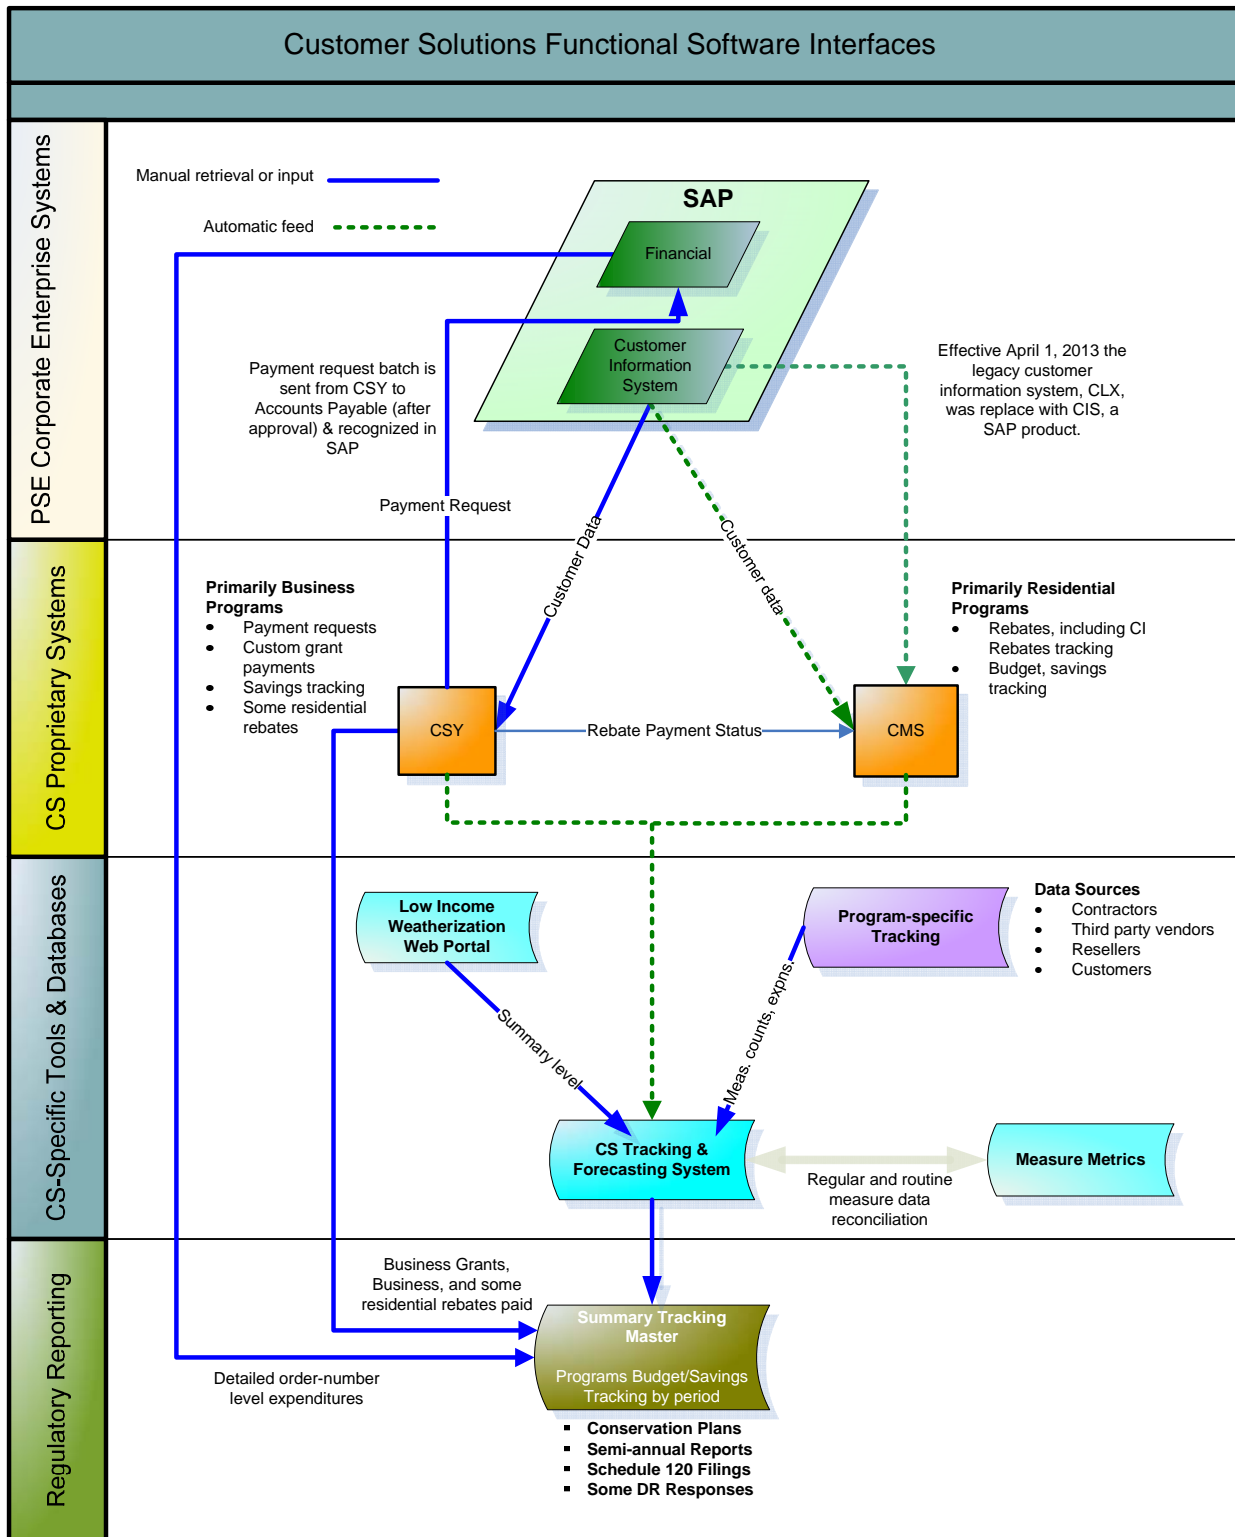 Customer Solutions Functional Software Interfaces
PSE Corporate Enterprise Systems
Manual retrieval or input
Automatic feed
SAP
Financial
Customer
Information
System
Payment request batch is
sent from CSY to
Accounts Payable (after
approval) & recognized in
SAP
Effective April 1, 2013 the
legacy customer
information system, CLX,
was replace with CIS, a
SAP product.
Payment Request
Customer Data
Customer data
CS Proprietary Systems
Primarily Business
Programs
• Payment requests
• Custom grant
payments
• Savings tracking
• Some residential
rebates
Primarily Residential
Programs
• Rebates, including CI
Rebates tracking
• Budget, savings
tracking
CSY
Rebate Payment Status
CMS
CS-Specific Tools & Databases
Low Income
Weatherization
Web Portal
Program-specific
Tracking
Data Sources
• Contractors
• Third party vendors
• Resellers
• Customers
Summary level
Meas. counts, expns.
CS Tracking &
Forecasting System
Measure Metrics
Regular and routine
measure data
reconciliation
Regulatory Reporting
Business Grants,
Business, and some
residential rebates paid
Summary Tracking
Master
Programs Budget/Savings
Tracking by period
Detailed order-number
level expenditures
▪ Conservation Plans
▪ Semi-annual Reports
▪ Schedule 120 Filings
▪ Some DR Responses